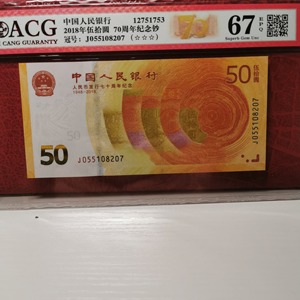 ACG
CANG GUARANTY
中国人民银行 12751753
2018年伍拾圆 70周年纪念钞
冠号: J055108207 (☆☆☆)
67 EPQ
Superb Gem Unc
中国人民银行
人民币发行七十周年纪念
1948-2018
50
伍拾圆
50
J055108207
J055108207